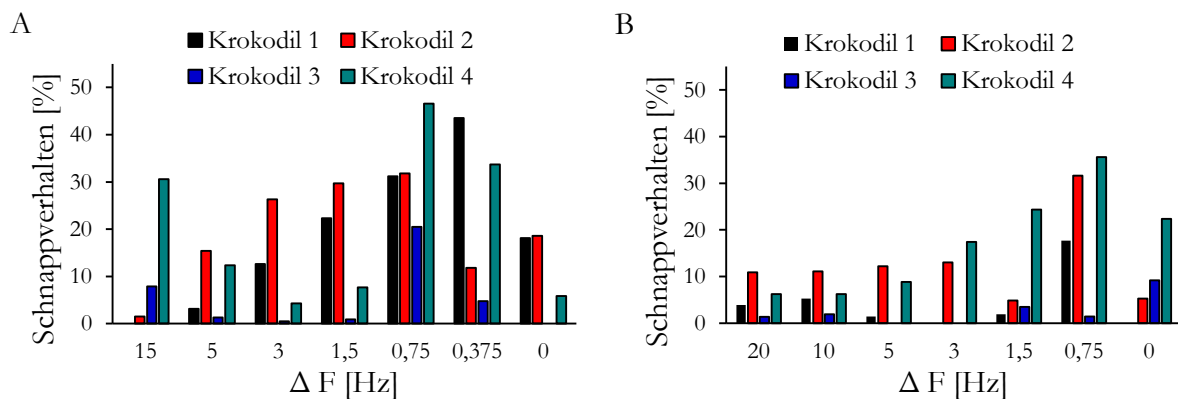 A
Krokodil 1 Krokodil 2
Krokodil 3 Krokodil 4
Schnappverhalten [%]
50
40
30
20
10
0
15 5 3 1,5 0,75 0,375 0
Δ F [Hz]
B
Krokodil 1 Krokodil 2
Krokodil 3 Krokodil 4
Schnappverhalten [%]
50
40
30
20
10
0
20 10 5 3 1,5 0,75 0
Δ F [Hz]